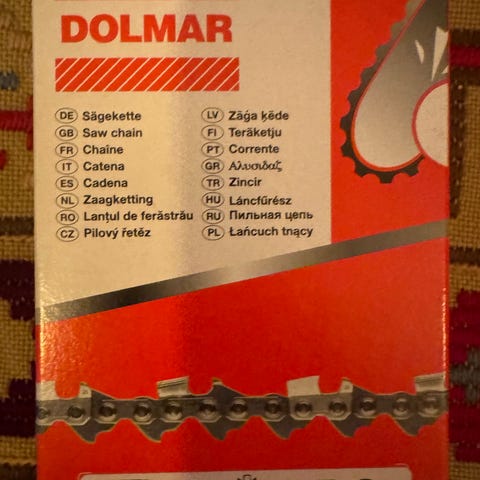 DOLMAR
DE Sägekette
GB Saw chain
FR Chaîne
IT Catena
ES Cadena
NL Zaagketting
RO Lanțul de ferăstrău
CZ Pilový řetěz
LV Zāģa ķēde
FI Teräketju
PT Corrente
GR Αλυσιδαζ
TR Zincir
HU Láncfűrész
RU Пильная цепь
PL Łańcuch tnący